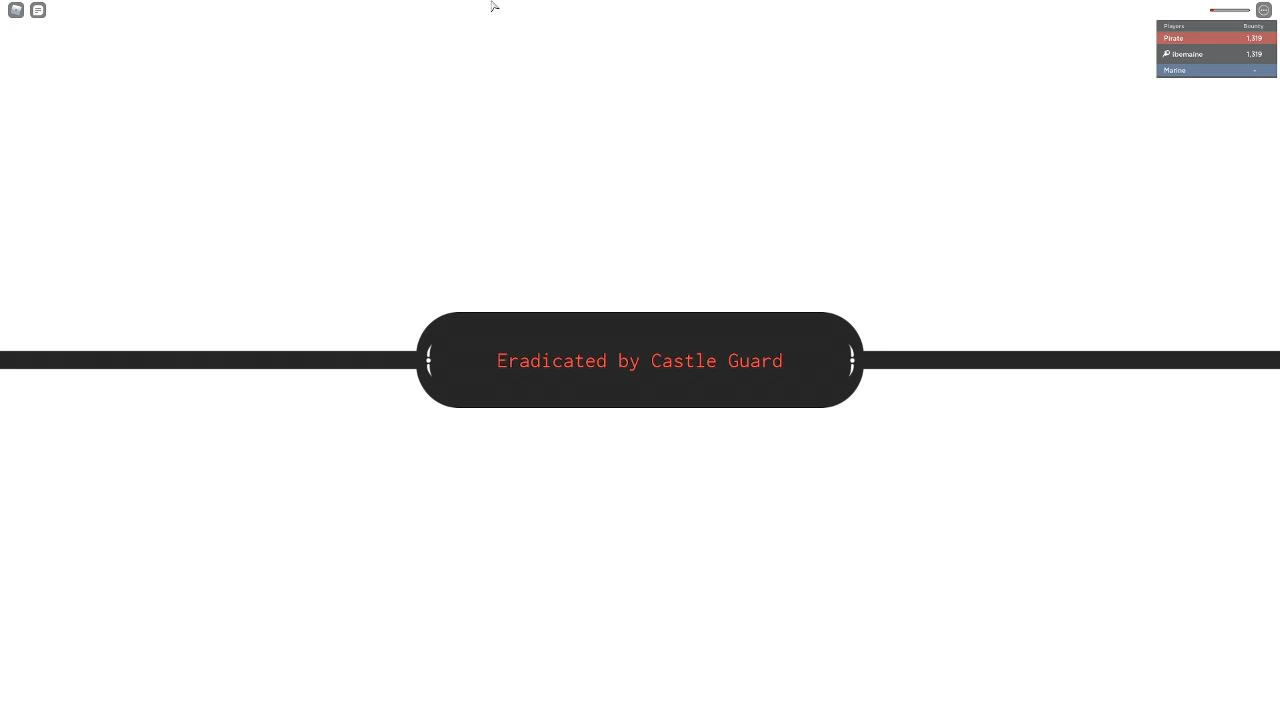 Players Bounty
Pirate 1,319
ibemaine 1,319
Marine -
Eradicated by Castle Guard